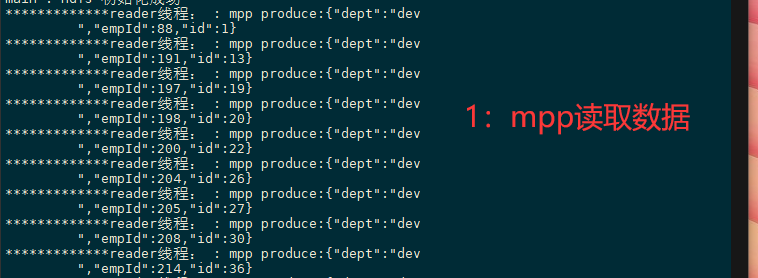 *************reader线程： : mpp produce:{"dept":"dev
","empId":88,"id":1}
*************reader线程： : mpp produce:{"dept":"dev
","empId":191,"id":13}
*************reader线程： : mpp produce:{"dept":"dev
","empId":197,"id":19}
*************reader线程： : mpp produce:{"dept":"dev
","empId":198,"id":20}
*************reader线程： : mpp produce:{"dept":"dev
","empId":200,"id":22}
*************reader线程： : mpp produce:{"dept":"dev
","empId":204,"id":26}
*************reader线程： : mpp produce:{"dept":"dev
","empId":205,"id":27}
*************reader线程： : mpp produce:{"dept":"dev
","empId":208,"id":30}
*************reader线程： : mpp produce:{"dept":"dev
","empId":214,"id":36}
1：mpp读取数据